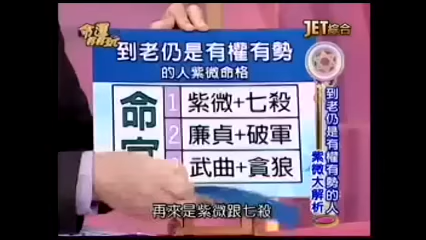 命運好好玩
JET綜合
到老仍是有權有勢
的人紫微命格
命宮
1 紫微+七殺
2 廉貞+破軍
3 武曲+貪狼
到老仍是有權有勢的人
紫微大解析
再來是紫微跟七殺